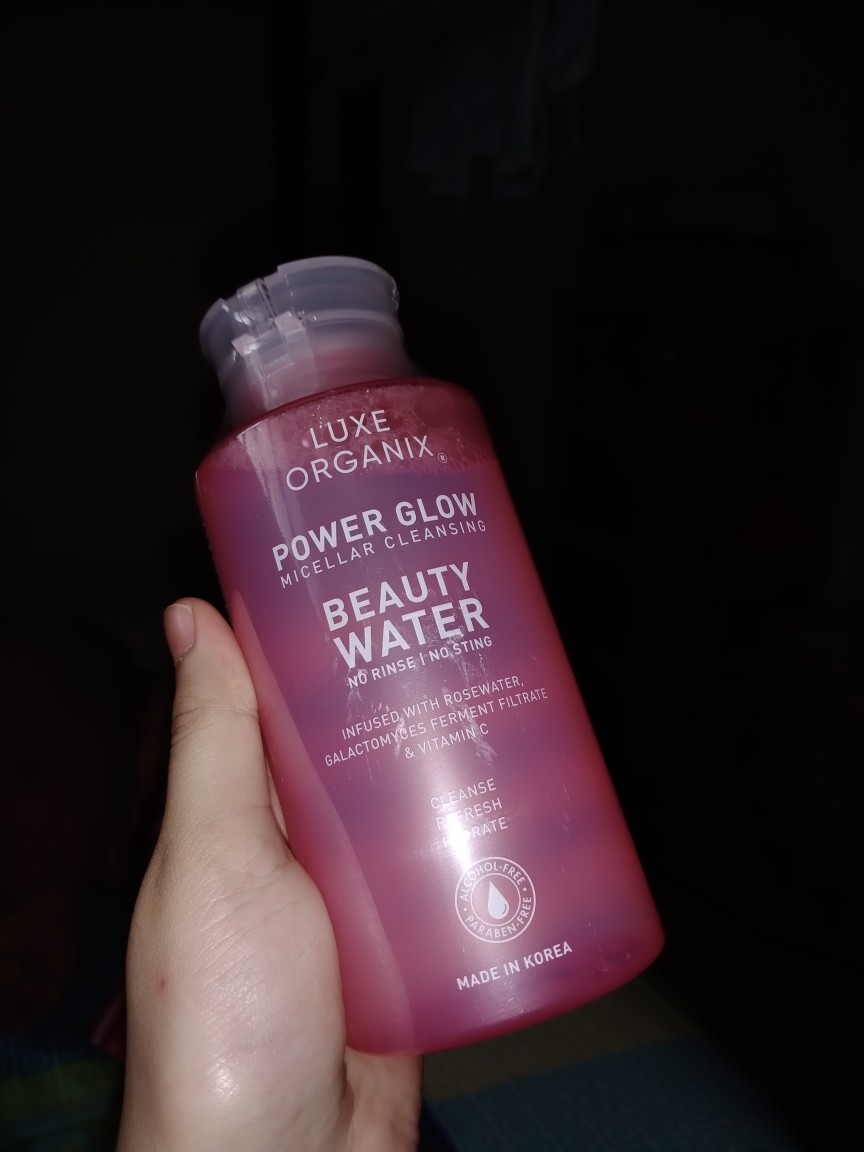 LUXE
ORGANIX®
POWER GLOW
MICELLAR CLEANSING
BEAUTY
WATER
NO RINSE | NO STING
INFUSED WITH ROSEWATER,
GALACTOMYCES FERMENT FILTRATE
& VITAMIN C
CLEANSE
REFRESH
HYDRATE
• ALCOHOL-FREE •
PARABEN-FREE
MADE IN KOREA